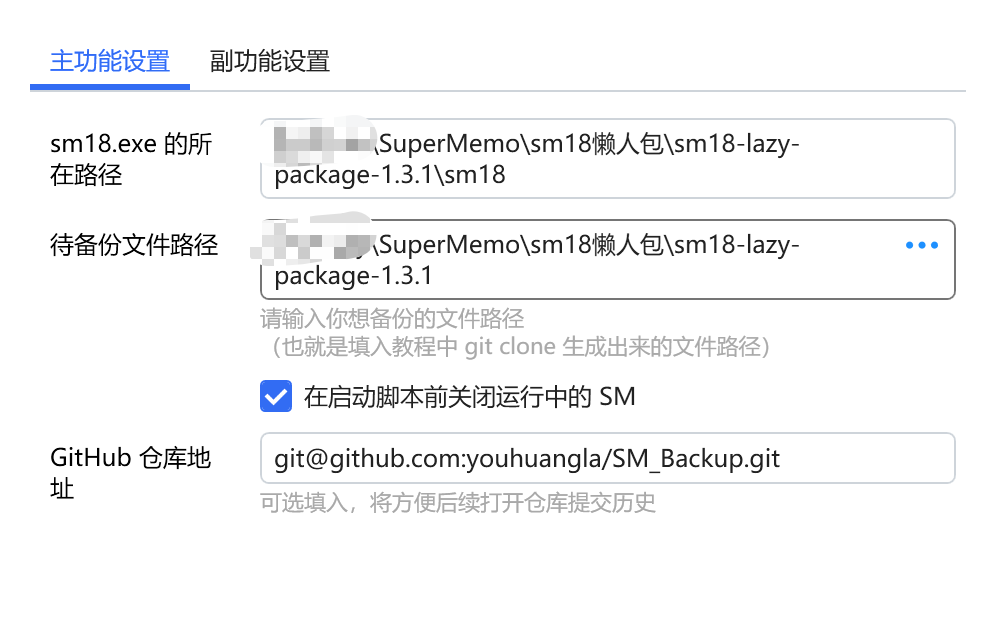 主功能设置 副功能设置
sm18.exe 的所
在路径
\SuperMemo\sm18懒人包\sm18-lazy-
package-1.3.1\sm18
待备份文件路径
\SuperMemo\sm18懒人包\sm18-lazy-
package-1.3.1
请输入你想备份的文件路径
（也就是填入教程中 git clone 生成出来的文件路径）
在启动脚本前关闭运行中的 SM
GitHub 仓库地
址
git@github.com:youhuangla/SM_Backup.git
可选填入，将方便后续打开仓库提交历史